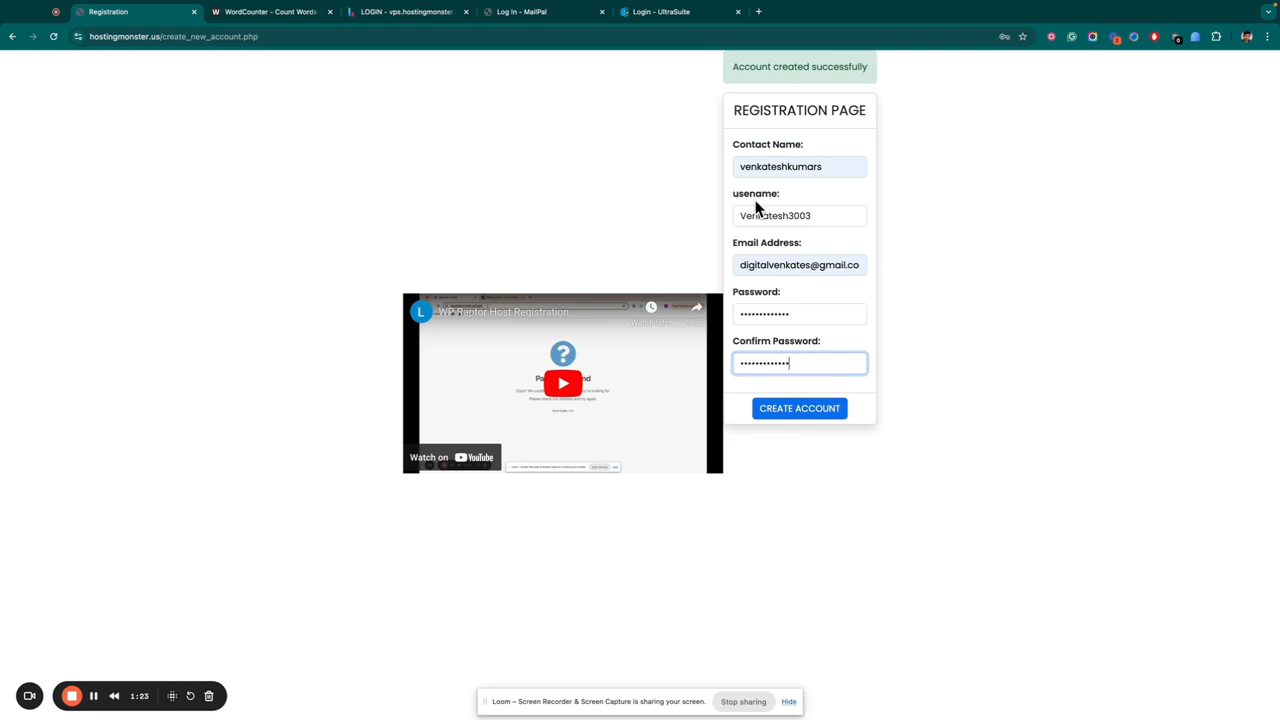 Registration
WordCounter - Count Words
LOGIN - vps.hostingmonster.
Log In - MailPal
Login - UltraSuite
hostingmonster.us/create_new_account.php
Account created successfully
REGISTRATION PAGE
Contact Name:
venkateshkumars
usename:
Venkatesh3003
Email Address:
digitalvenkates@gmail.co
Password:
Confirm Password:
CREATE ACCOUNT
L
WP Raptor Host Registration
Watch later
Share
?
Watch on YouTube
1:23
Loom – Screen Recorder & Screen Capture is sharing your screen.
Stop sharing
Hide